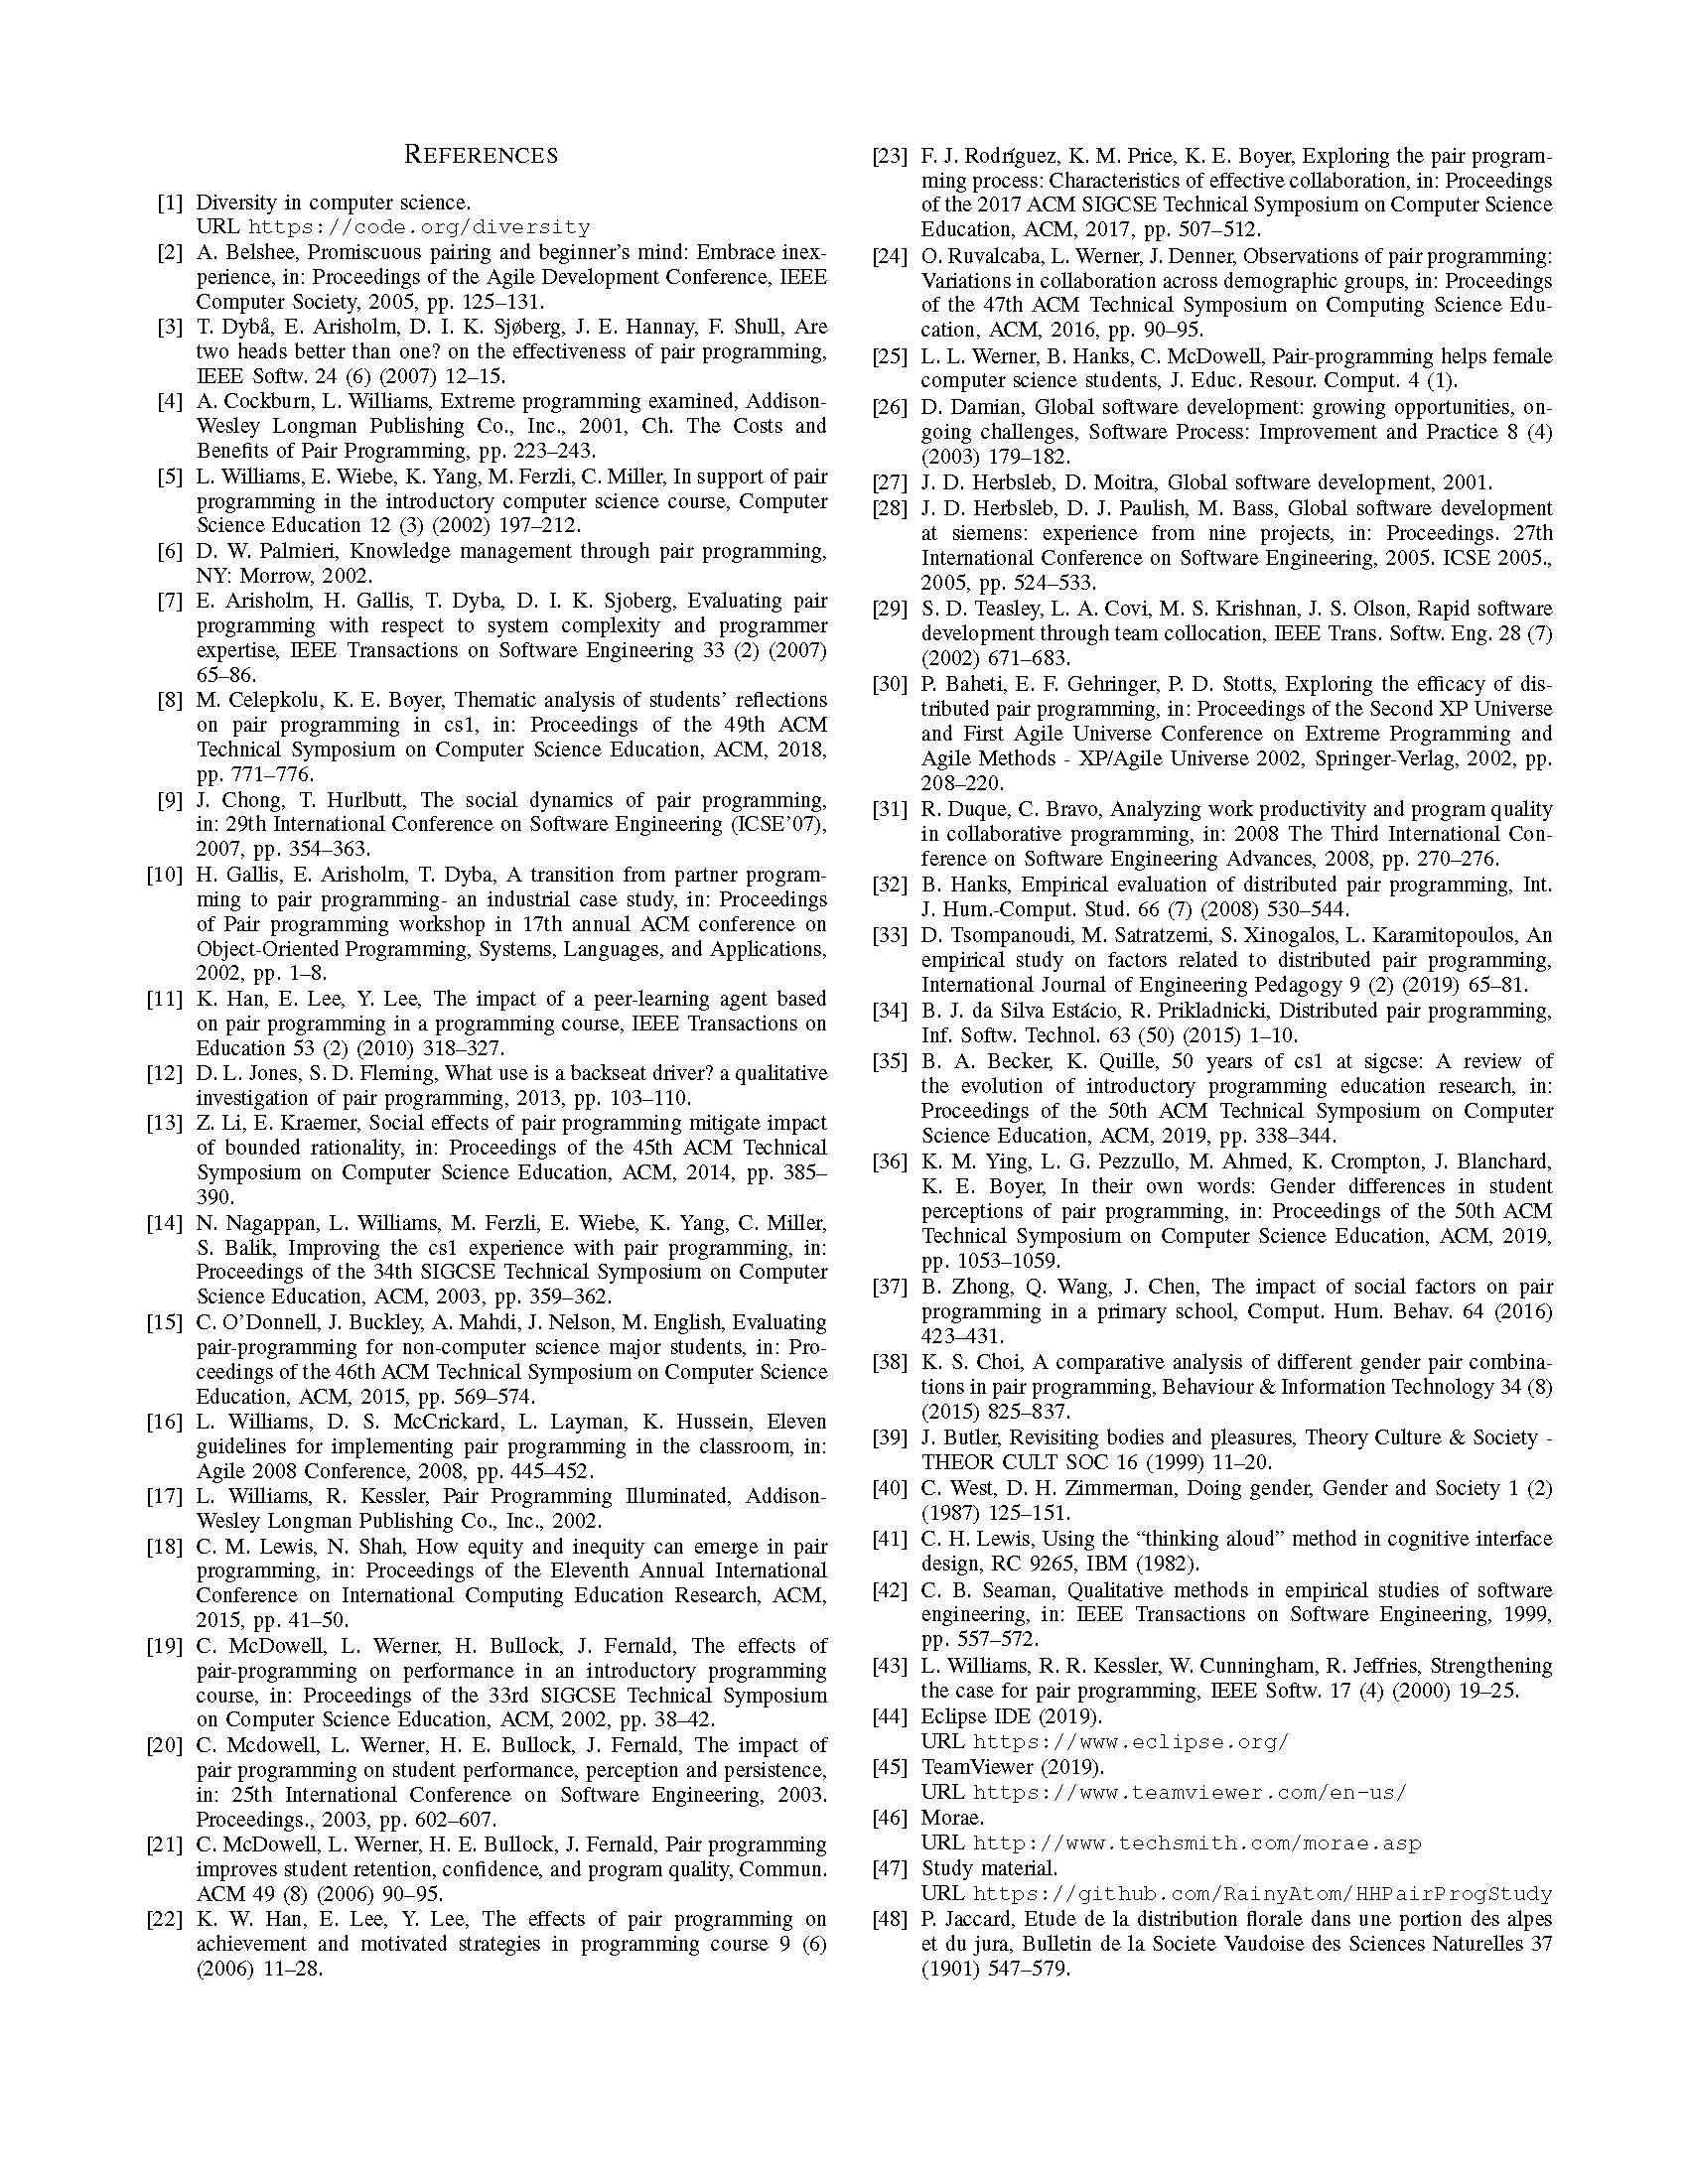 REFERENCES
[1] Diversity in computer science.
URL https://code.org/diversity
[2] A. Belshee, Promiscuous pairing and beginner's mind: Embrace inex-
perience, in: Proceedings of the Agile Development Conference, IEEE
Computer Society, 2005, pp. 125–131.
[3] T. Dybå, E. Arisholm, D. I. K. Sjøberg, J. E. Hannay, F. Shull, Are
two heads better than one? on the effectiveness of pair programming,
IEEE Softw. 24 (6) (2007) 12–15.
[4] A. Cockburn, L. Williams, Extreme programming examined, Addison-
Wesley Longman Publishing Co., Inc., 2001, Ch. The Costs and
Benefits of Pair Programming, pp. 223–243.
[5] L. Williams, E. Wiebe, K. Yang, M. Ferzli, C. Miller, In support of pair
programming in the introductory computer science course, Computer
Science Education 12 (3) (2002) 197–212.
[6] D. W. Palmieri, Knowledge management through pair programming,
NY: Morrow, 2002.
[7] E. Arisholm, H. Gallis, T. Dyba, D. I. K. Sjoberg, Evaluating pair
programming with respect to system complexity and programmer
expertise, IEEE Transactions on Software Engineering 33 (2) (2007)
65–86.
[8] M. Celepkolu, K. E. Boyer, Thematic analysis of students' reflections
on pair programming in cs1, in: Proceedings of the 49th ACM
Technical Symposium on Computer Science Education, ACM, 2018,
pp. 771–776.
[9] J. Chong, T. Hurlbutt, The social dynamics of pair programming,
in: 29th International Conference on Software Engineering (ICSE'07),
2007, pp. 354–363.
[10] H. Gallis, E. Arisholm, T. Dyba, A transition from partner program-
ming to pair programming- an industrial case study, in: Proceedings
of Pair programming workshop in 17th annual ACM conference on
Object-Oriented Programming, Systems, Languages, and Applications,
2002, pp. 1–8.
[11] K. Han, E. Lee, Y. Lee, The impact of a peer-learning agent based
on pair programming in a programming course, IEEE Transactions on
Education 53 (2) (2010) 318–327.
[12] D. L. Jones, S. D. Fleming, What use is a backseat driver? a qualitative
investigation of pair programming, 2013, pp. 103–110.
[13] Z. Li, E. Kraemer, Social effects of pair programming mitigate impact
of bounded rationality, in: Proceedings of the 45th ACM Technical
Symposium on Computer Science Education, ACM, 2014, pp. 385–
390.
[14] N. Nagappan, L. Williams, M. Ferzli, E. Wiebe, K. Yang, C. Miller,
S. Balik, Improving the cs1 experience with pair programming, in:
Proceedings of the 34th SIGCSE Technical Symposium on Computer
Science Education, ACM, 2003, pp. 359–362.
[15] C. O'Donnell, J. Buckley, A. Mahdi, J. Nelson, M. English, Evaluating
pair-programming for non-computer science major students, in: Pro-
ceedings of the 46th ACM Technical Symposium on Computer Science
Education, ACM, 2015, pp. 569–574.
[16] L. Williams, D. S. McCrickard, L. Layman, K. Hussein, Eleven
guidelines for implementing pair programming in the classroom, in:
Agile 2008 Conference, 2008, pp. 445–452.
[17] L. Williams, R. Kessler, Pair Programming Illuminated, Addison-
Wesley Longman Publishing Co., Inc., 2002.
[18] C. M. Lewis, N. Shah, How equity and inequity can emerge in pair
programming, in: Proceedings of the Eleventh Annual International
Conference on International Computing Education Research, ACM,
2015, pp. 41–50.
[19] C. McDowell, L. Werner, H. Bullock, J. Fernald, The effects of
pair-programming on performance in an introductory programming
course, in: Proceedings of the 33rd SIGCSE Technical Symposium
on Computer Science Education, ACM, 2002, pp. 38–42.
[20] C. Mcdowell, L. Werner, H. E. Bullock, J. Fernald, The impact of
pair programming on student performance, perception and persistence,
in: 25th International Conference on Software Engineering, 2003.
Proceedings., 2003, pp. 602–607.
[21] C. McDowell, L. Werner, H. E. Bullock, J. Fernald, Pair programming
improves student retention, confidence, and program quality, Commun.
ACM 49 (8) (2006) 90–95.
[22] K. W. Han, E. Lee, Y. Lee, The effects of pair programming on
achievement and motivated strategies in programming course 9 (6)
(2006) 11–28.
[23] F. J. Rodríguez, K. M. Price, K. E. Boyer, Exploring the pair program-
ming process: Characteristics of effective collaboration, in: Proceedings
of the 2017 ACM SIGCSE Technical Symposium on Computer Science
Education, ACM, 2017, pp. 507–512.
[24] O. Ruvalcaba, L. Werner, J. Denner, Observations of pair programming:
Variations in collaboration across demographic groups, in: Proceedings
of the 47th ACM Technical Symposium on Computing Science Edu-
cation, ACM, 2016, pp. 90–95.
[25] L. L. Werner, B. Hanks, C. McDowell, Pair-programming helps female
computer science students, J. Educ. Resour. Comput. 4 (1).
[26] D. Damian, Global software development: growing opportunities, on-
going challenges, Software Process: Improvement and Practice 8 (4)
(2003) 179–182.
[27] J. D. Herbsleb, D. Moitra, Global software development, 2001.
[28] J. D. Herbsleb, D. J. Paulish, M. Bass, Global software development
at siemens: experience from nine projects, in: Proceedings. 27th
International Conference on Software Engineering, 2005. ICSE 2005.,
2005, pp. 524–533.
[29] S. D. Teasley, L. A. Covi, M. S. Krishnan, J. S. Olson, Rapid software
development through team collocation, IEEE Trans. Softw. Eng. 28 (7)
(2002) 671–683.
[30] P. Baheti, E. F. Gehringer, P. D. Stotts, Exploring the efficacy of dis-
tributed pair programming, in: Proceedings of the Second XP Universe
and First Agile Universe Conference on Extreme Programming and
Agile Methods - XP/Agile Universe 2002, Springer-Verlag, 2002, pp.
208–220.
[31] R. Duque, C. Bravo, Analyzing work productivity and program quality
in collaborative programming, in: 2008 The Third International Con-
ference on Software Engineering Advances, 2008, pp. 270–276.
[32] B. Hanks, Empirical evaluation of distributed pair programming, Int.
J. Hum.-Comput. Stud. 66 (7) (2008) 530–544.
[33] D. Tsompanoudi, M. Satratzemi, S. Xinogalos, L. Karamitopoulos, An
empirical study on factors related to distributed pair programming,
International Journal of Engineering Pedagogy 9 (2) (2019) 65–81.
[34] B. J. da Silva Estácio, R. Prikladnicki, Distributed pair programming,
Inf. Softw. Technol. 63 (50) (2015) 1–10.
[35] B. A. Becker, K. Quille, 50 years of cs1 at sigcse: A review of
the evolution of introductory programming education research, in:
Proceedings of the 50th ACM Technical Symposium on Computer
Science Education, ACM, 2019, pp. 338–344.
[36] K. M. Ying, L. G. Pezzullo, M. Ahmed, K. Crompton, J. Blanchard,
K. E. Boyer, In their own words: Gender differences in student
perceptions of pair programming, in: Proceedings of the 50th ACM
Technical Symposium on Computer Science Education, ACM, 2019,
pp. 1053–1059.
[37] B. Zhong, Q. Wang, J. Chen, The impact of social factors on pair
programming in a primary school, Comput. Hum. Behav. 64 (2016)
423–431.
[38] K. S. Choi, A comparative analysis of different gender pair combina-
tions in pair programming, Behaviour & Information Technology 34 (8)
(2015) 825–837.
[39] J. Butler, Revisiting bodies and pleasures, Theory Culture & Society -
THEOR CULT SOC 16 (1999) 11–20.
[40] C. West, D. H. Zimmerman, Doing gender, Gender and Society 1 (2)
(1987) 125–151.
[41] C. H. Lewis, Using the “thinking aloud” method in cognitive interface
design, RC 9265, IBM (1982).
[42] C. B. Seaman, Qualitative methods in empirical studies of software
engineering, in: IEEE Transactions on Software Engineering, 1999,
pp. 557–572.
[43] L. Williams, R. R. Kessler, W. Cunningham, R. Jeffries, Strengthening
the case for pair programming, IEEE Softw. 17 (4) (2000) 19–25.
[44] Eclipse IDE (2019).
URL https://www.eclipse.org/
[45] TeamViewer (2019).
URL https://www.teamviewer.com/en-us/
[46] Morae.
URL http://www.techsmith.com/morae.asp
[47] Study material.
URL https://github.com/RainyAtom/HHPairProgStudy
[48] P. Jaccard, Etude de la distribution florale dans une portion des alpes
et du jura, Bulletin de la Societe Vaudoise des Sciences Naturelles 37
(1901) 547–579.